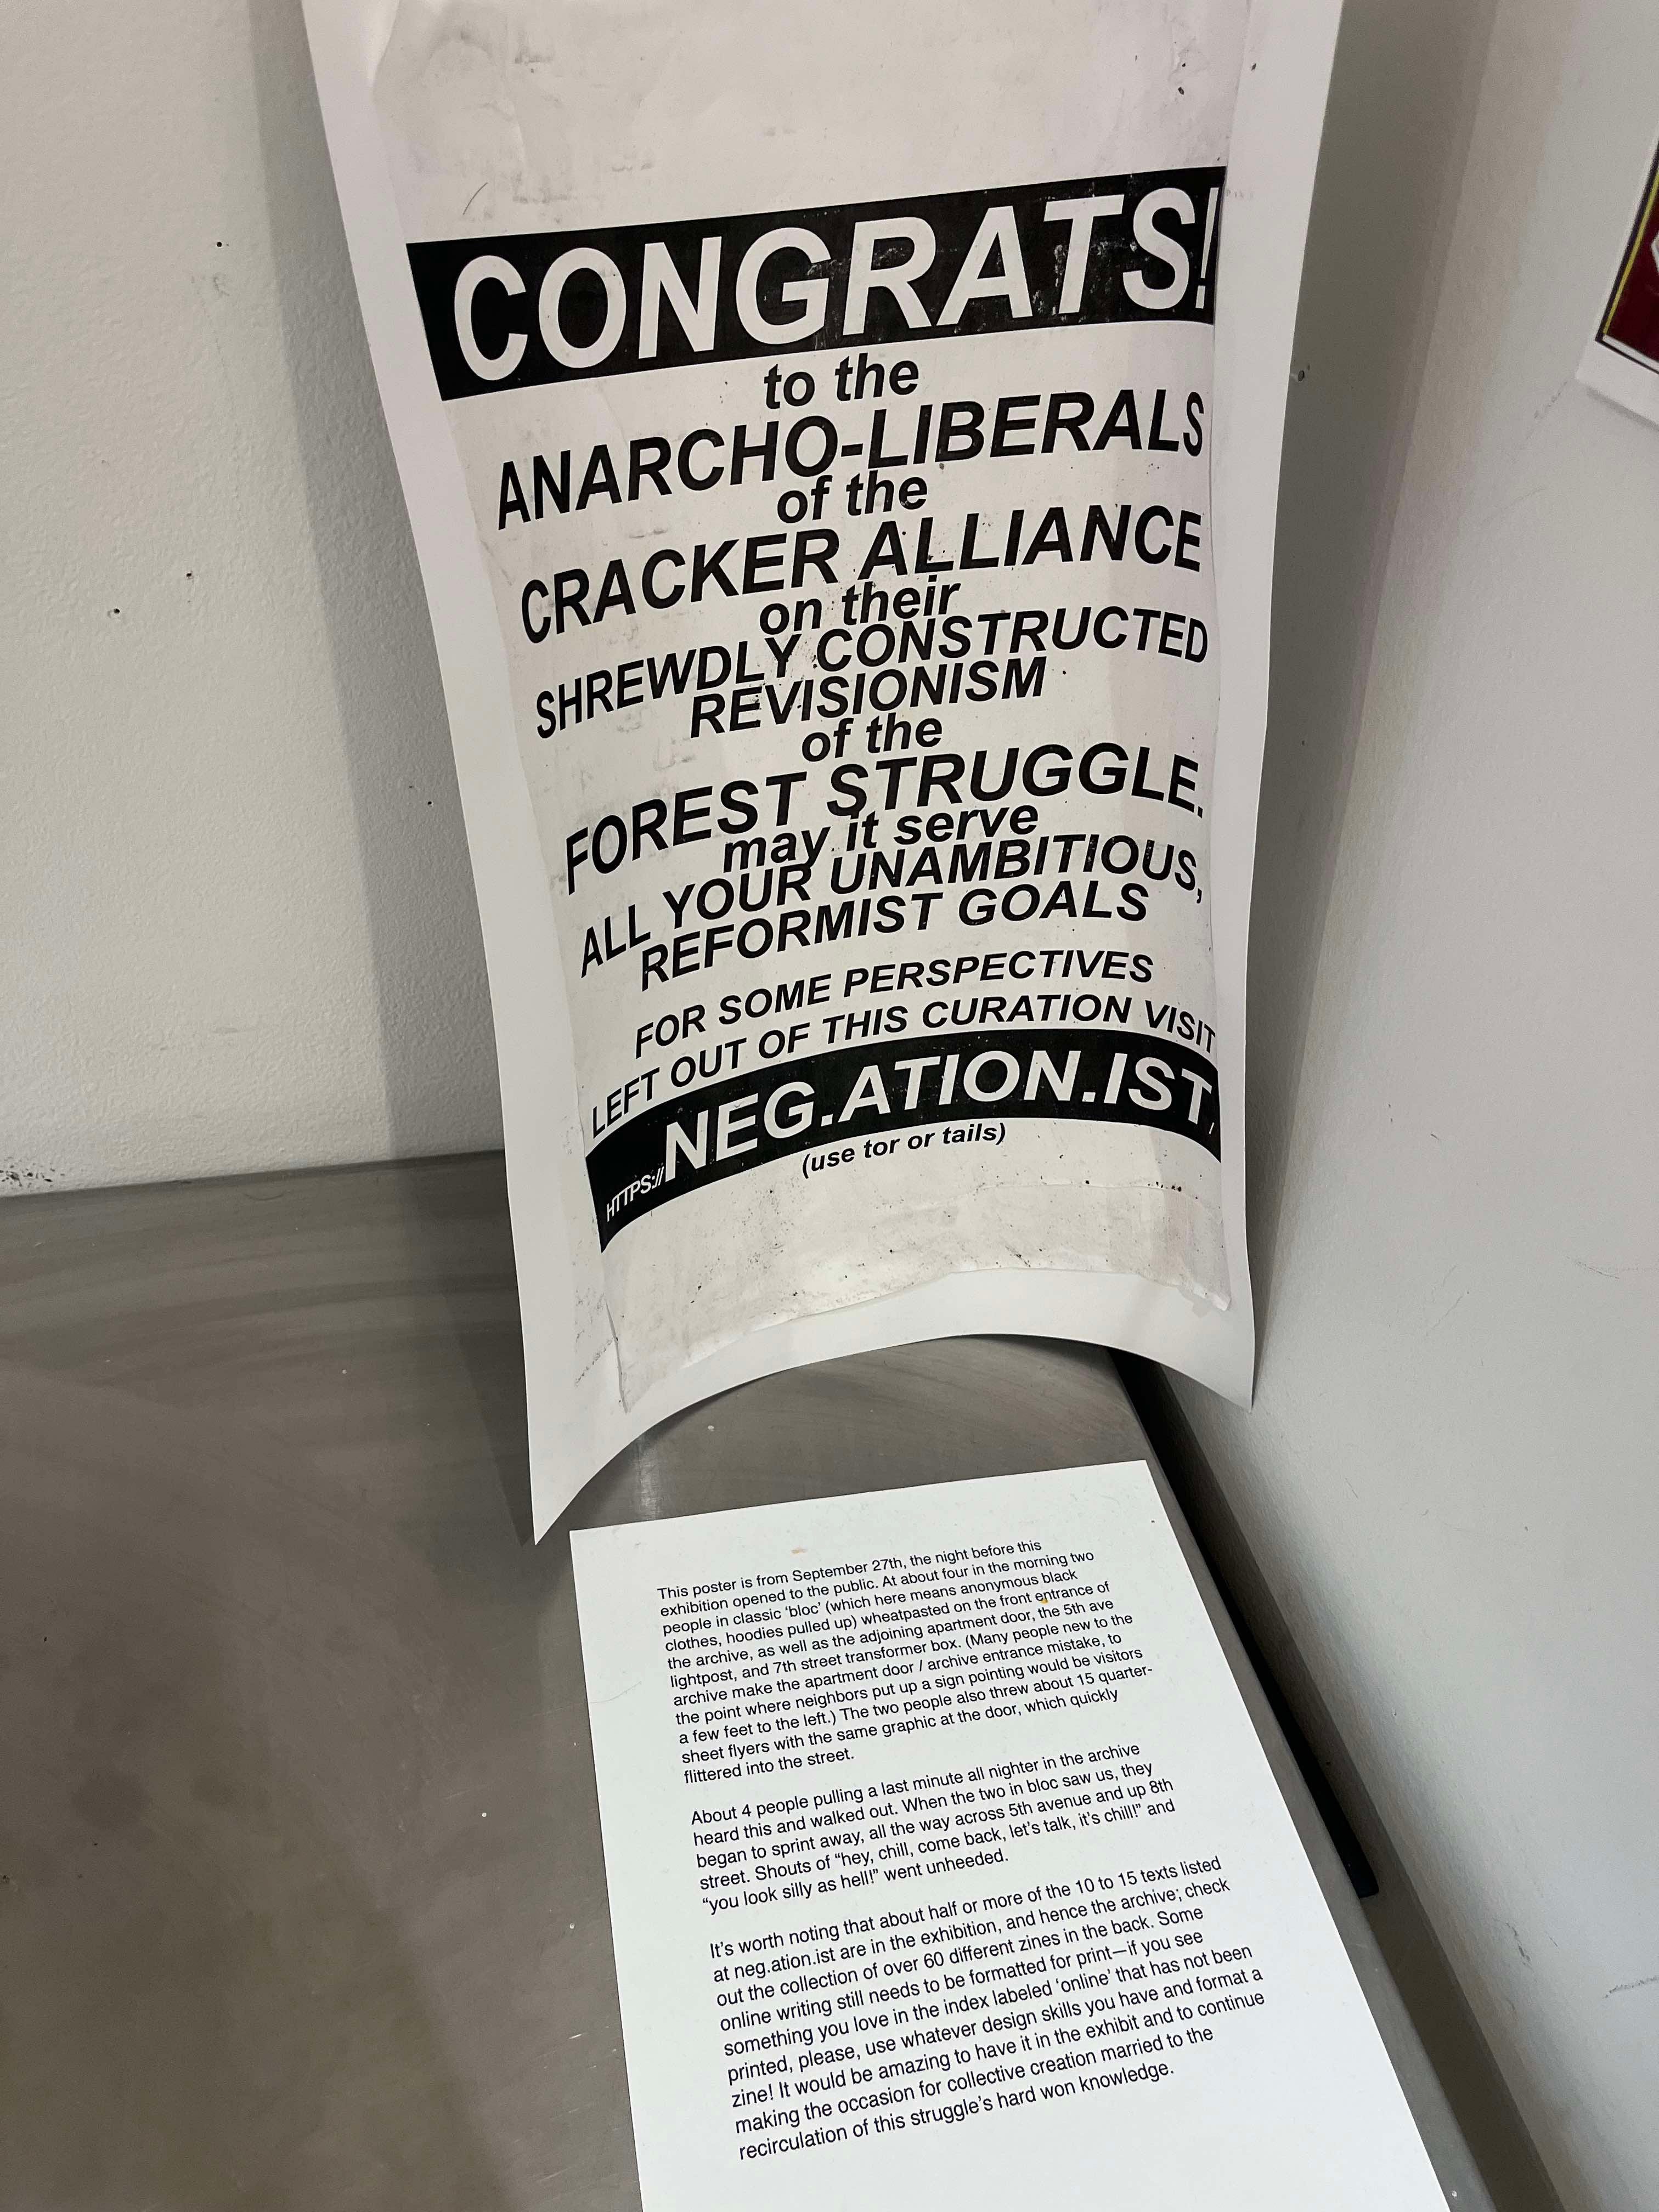 CONGRATS!
to the
ANARCHO-LIBERALS
of the
CRACKER ALLIANCE
on their
SHREWDLY CONSTRUCTED
REVISIONISM
of the
FOREST STRUGGLE.
may it serve
ALL YOUR UNAMBITIOUS,
REFORMIST GOALS
FOR SOME PERSPECTIVES
LEFT OUT OF THIS CURATION VISIT
HTTPS://NEG.ATION.IST/
(use tor or tails)
This poster is from September 27th, the night before this
exhibition opened to the public. At about four in the morning two
people in classic ‘bloc’ (which here means anonymous black
clothes, hoodies pulled up) wheatpasted on the front entrance of
the archive, as well as the adjoining apartment door, the 5th ave
lightpost, and 7th street transformer box. (Many people new to the
archive make the apartment door / archive entrance mistake, to
the point where neighbors put up a sign pointing would be visitors
a few feet to the left.) The two people also threw about 15 quarter-
sheet flyers with the same graphic at the door, which quickly
flittered into the street.
About 4 people pulling a last minute all nighter in the archive
heard this and walked out. When the two in bloc saw us, they
began to sprint away, all the way across 5th avenue and up 8th
street. Shouts of “hey, chill, come back, let’s talk, it’s chill!” and
“you look silly as hell!” went unheeded.
It’s worth noting that about half or more of the 10 to 15 texts listed
at neg.ation.ist are in the exhibition, and hence the archive; check
out the collection of over 60 different zines in the back. Some
online writing still needs to be formatted for print—if you see
something you love in the index labeled ‘online’ that has not been
printed, please, use whatever design skills you have and format a
zine! It would be amazing to have it in the exhibit and to continue
making the occasion for collective creation married to the
recirculation of this struggle’s hard won knowledge.